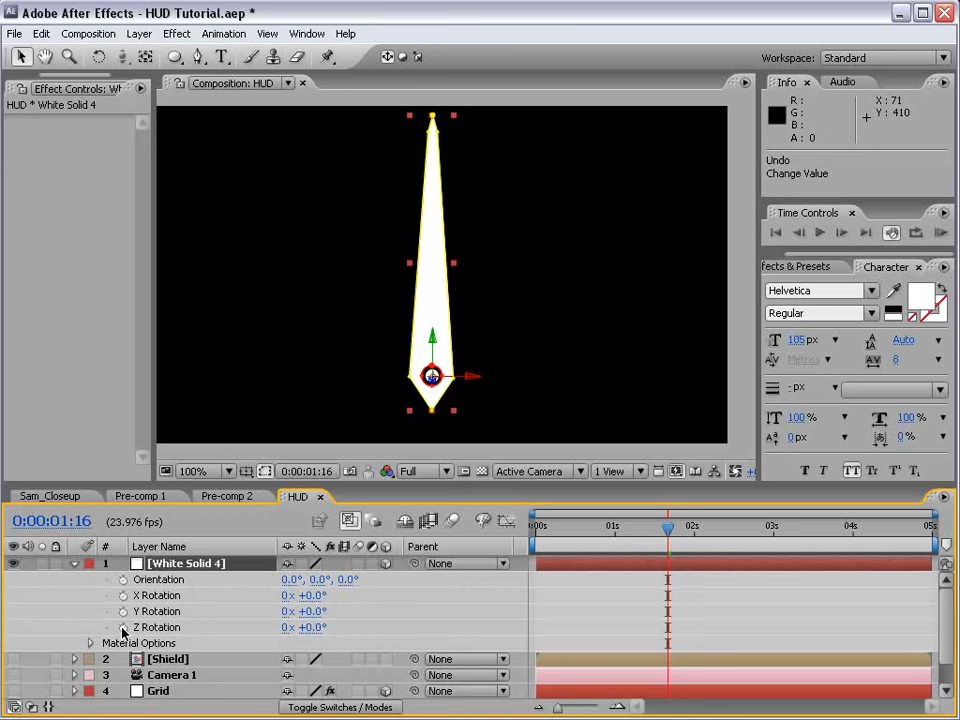 Ae Adobe After Effects - HUD Tutorial.aep *
File Edit Composition Layer Effect Animation View Window Help
Workspace: Standard
Effect Controls: Wh
HUD * White Solid 4
Composition: HUD
Info Audio
R:
G:
B:
A: 0
X: 71
Y: 410
Undo
Change Value
Time Controls
ffects & Presets Character
Helvetica
Regular
105 px Auto
Metrics 8
- px
100 % 100 %
0 px 0 %
T T TT Tr T¹ T₁
100% 0:00:01:16 Full Active Camera 1 View
Sam_Closeup Pre-comp 1 Pre-comp 2 HUD
0:00:01:16 (23.976 fps)
:00s 01s 02s 03s 04s 05s
# Layer Name Parent
1 [White Solid 4] None
Orientation 0.0°, 0.0°, 0.0°
X Rotation 0 x +0.0°
Y Rotation 0 x +0.0°
Z Rotation 0 x +0.0°
Material Options
2 [Shield] None
3 Camera 1 None
4 Grid None
Toggle Switches / Modes